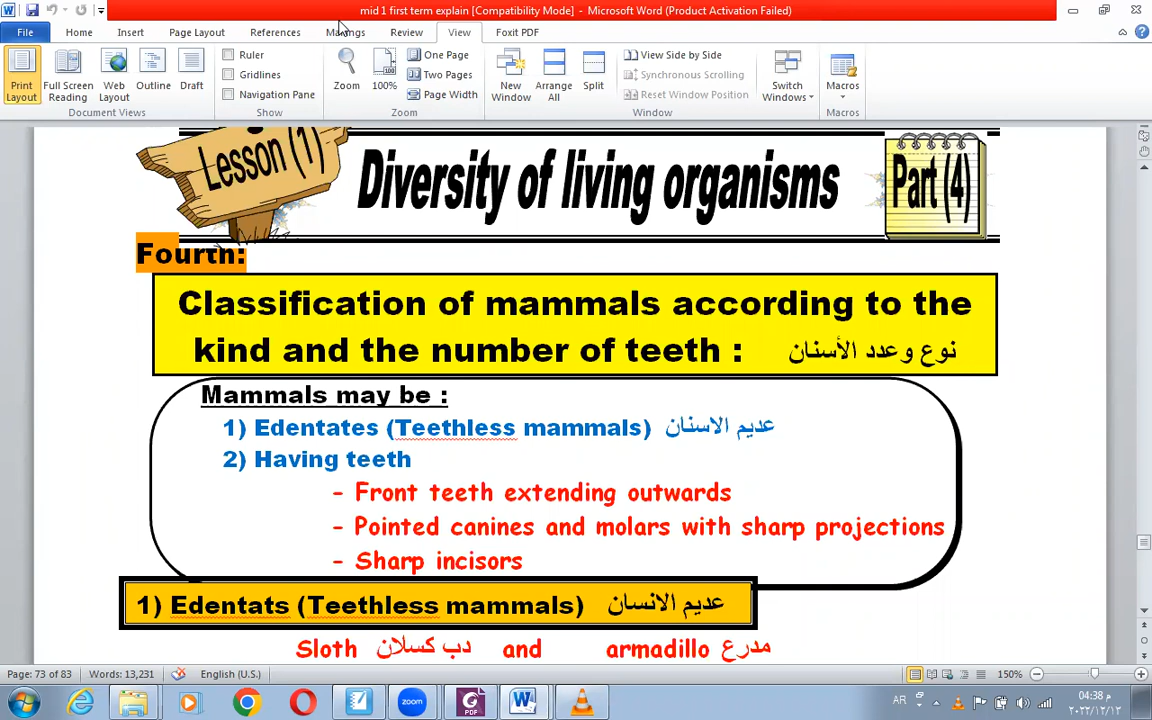 mid 1 first term explain [Compatibility Mode] - Microsoft Word (Product Activation Failed)
File Home Insert Page Layout References Mailings Review View Foxit PDF
Print Layout
Full Screen Reading
Web Layout
Outline
Draft
Document Views
Ruler
Gridlines
Navigation Pane
Show
Zoom
100%
One Page
Two Pages
Page Width
Zoom
New Window
Arrange All
Split
View Side by Side
Synchronous Scrolling
Reset Window Position
Window
Switch Windows
Macros
Macros
Lesson (1)
Diversity of living organisms
Part (4)
Fourth:
Classification of mammals according to the
kind and the number of teeth : نوع وعدد الأسنان
Mammals may be :
1) Edentates (Teethless mammals) عديم الاسنان
2) Having teeth
- Front teeth extending outwards
- Pointed canines and molars with sharp projections
- Sharp incisors
1) Edentats (Teethless mammals) عديم الانسان
Sloth دب كسلان and armadillo مدرع
Page: 73 of 83 Words: 13,231 English (U.S.) 150%
zoom
PDF
AR
04:38 م
٢٠٢٢/١٢/١٣